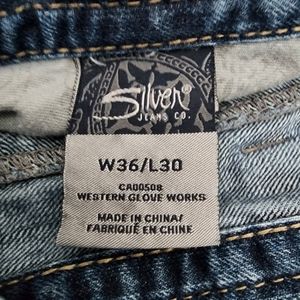 Silver®
JEANS CO.
W36/L30
CA00508
WESTERN GLOVE WORKS
MADE IN CHINA/
FABRIQUÉ EN CHINE